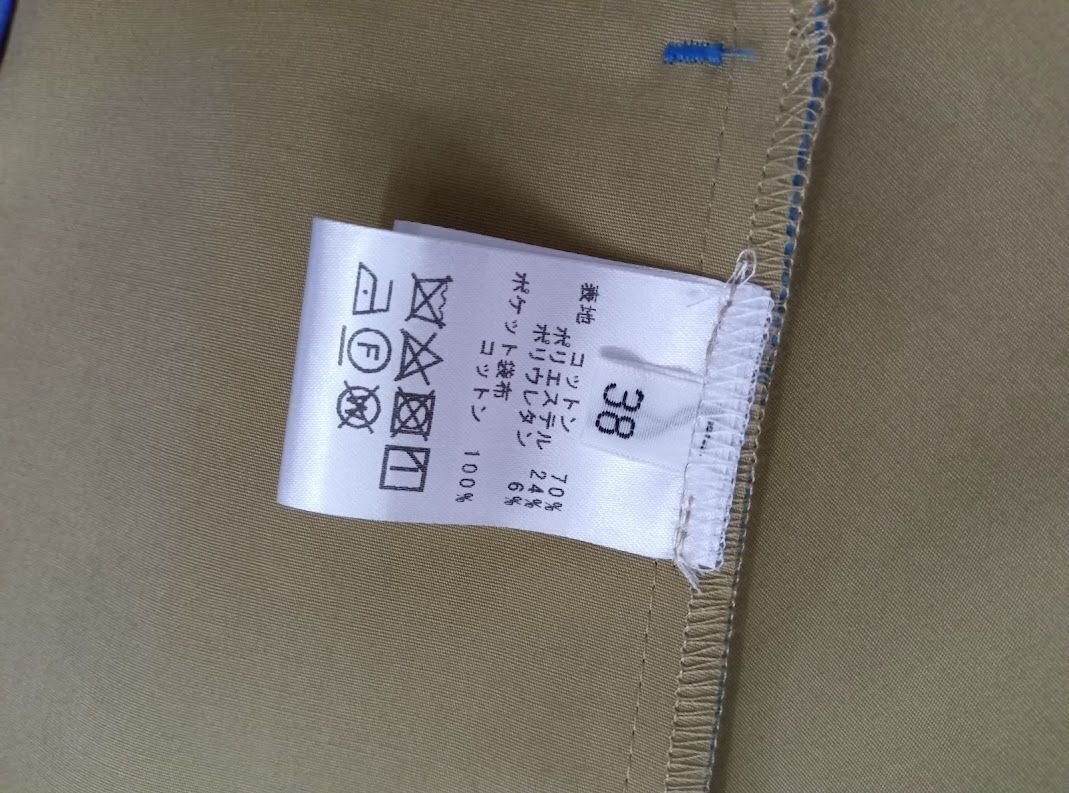 38
表地
コットン 70%
ポリエステル 24%
ポリウレタン 6%
ポケット袋布
コットン 100%
F
W